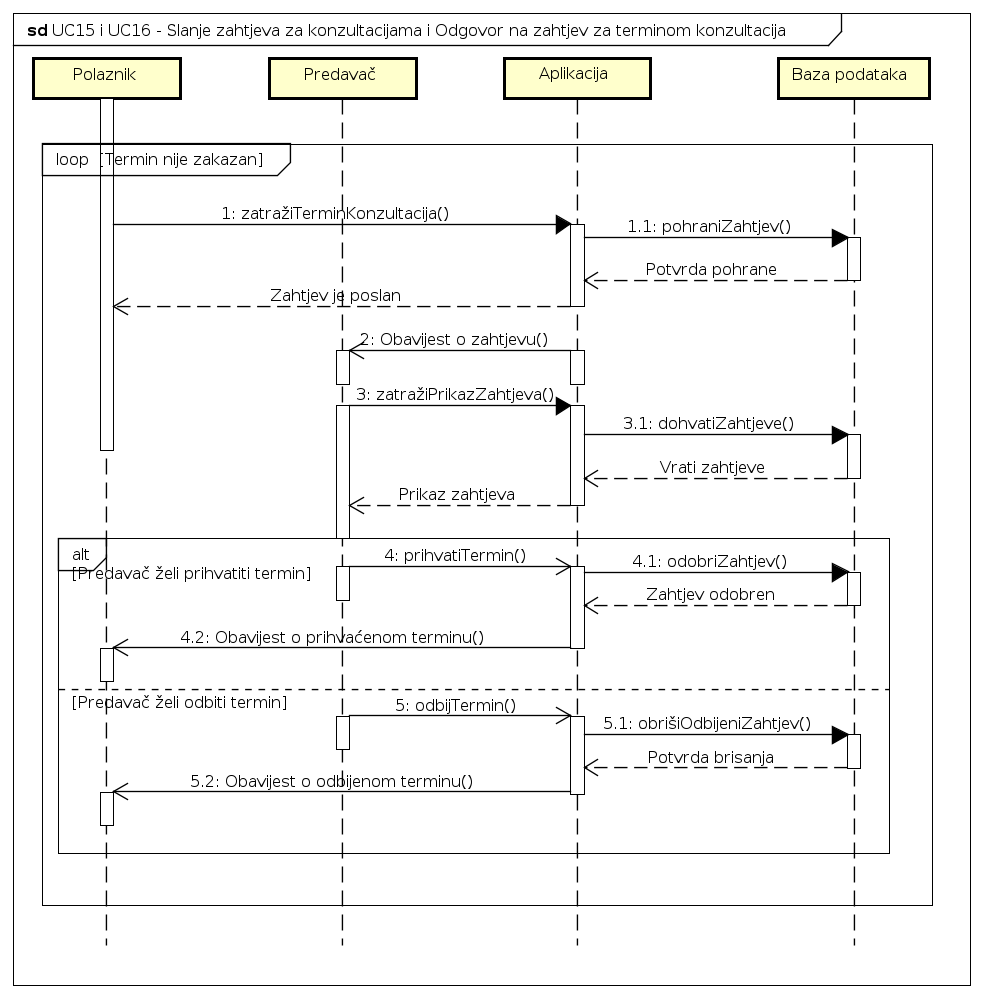 sd UC15 i UC16 - Slanje zahtjeva za konzultacijama i Odgovor na zahtjev za terminom konzultacija
Polaznik
Predavač
Aplikacija
Baza podataka
loop [Termin nije zakazan]
1: zatražiTerminKonzultacija()
1.1: pohraniZahtjev()
Potvrda pohrane
Zahtjev je poslan
2: Obavijest o zahtjevu()
3: zatražiPrikazZahtjeva()
3.1: dohvatiZahtjeve()
Vrati zahtjeve
Prikaz zahtjeva
alt
[Predavač želi prihvatiti termin]
4: prihvatiTermin()
4.1: odobriZahtjev()
Zahtjev odobren
4.2: Obavijest o prihvaćenom terminu()
[Predavač želi odbiti termin]
5: odbijTermin()
5.1: obrišiOdbijeniZahtjev()
Potvrda brisanja
5.2: Obavijest o odbijenom terminu()